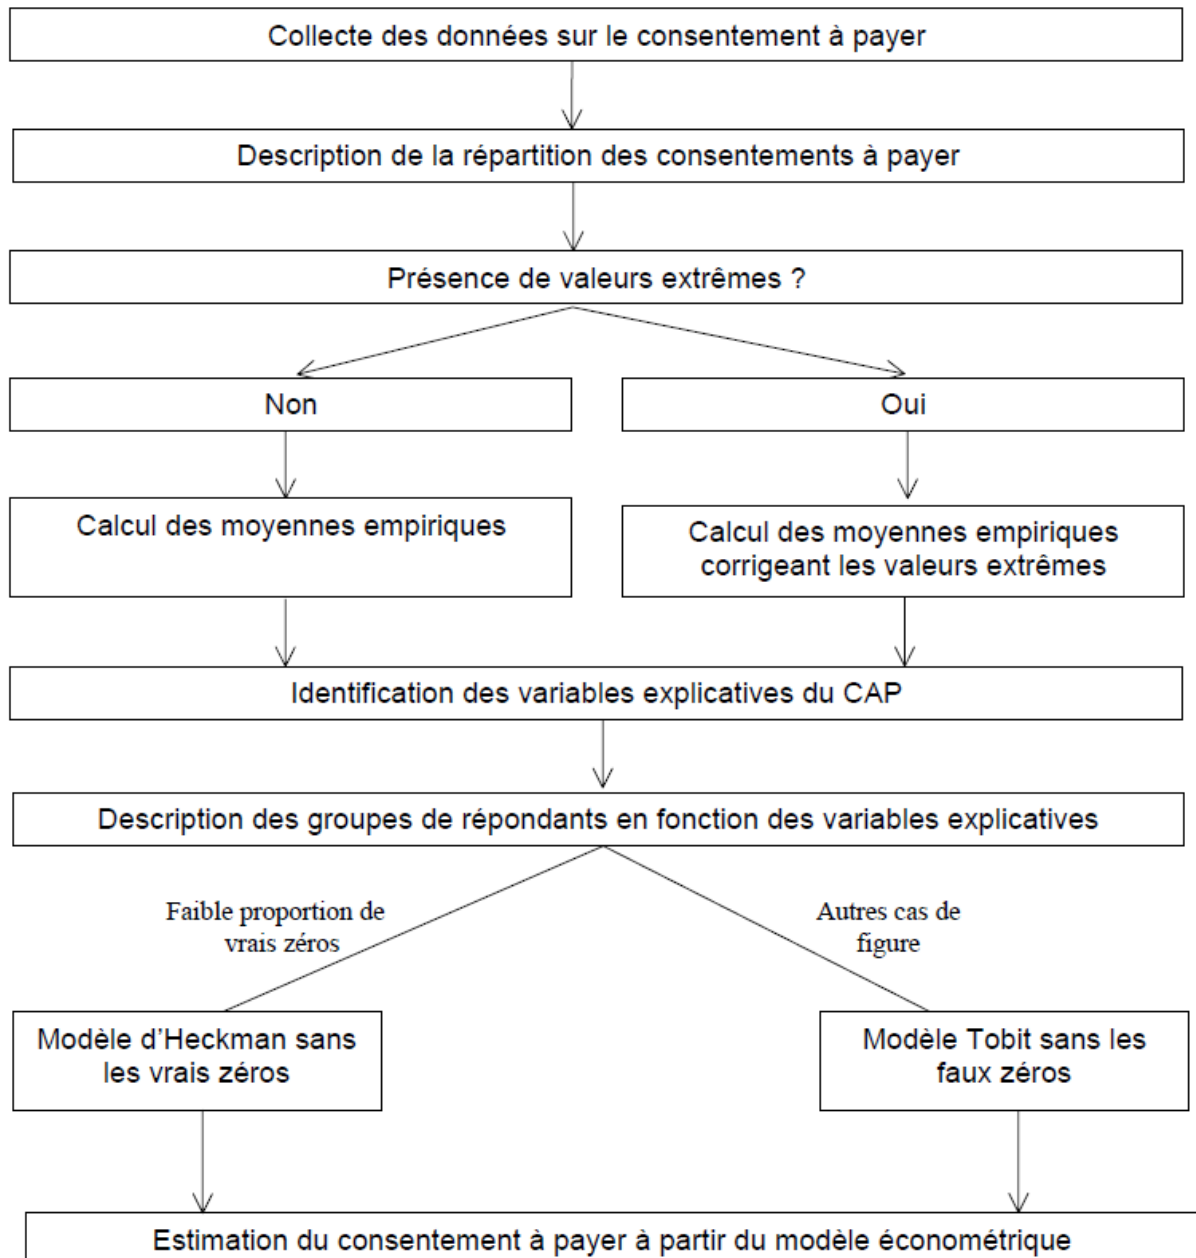 Collecte des données sur le consentement à payer
Description de la répartition des consentements à payer
Présence de valeurs extrêmes ?
Non
Oui
Calcul des moyennes empiriques
Calcul des moyennes empiriques
corrigeant les valeurs extrêmes
Identification des variables explicatives du CAP
Description des groupes de répondants en fonction des variables explicatives
Faible proportion de
vrais zéros
Autres cas de
figure
Modèle d'Heckman sans
les vrais zéros
Modèle Tobit sans les
faux zéros
Estimation du consentement à payer à partir du modèle économétrique